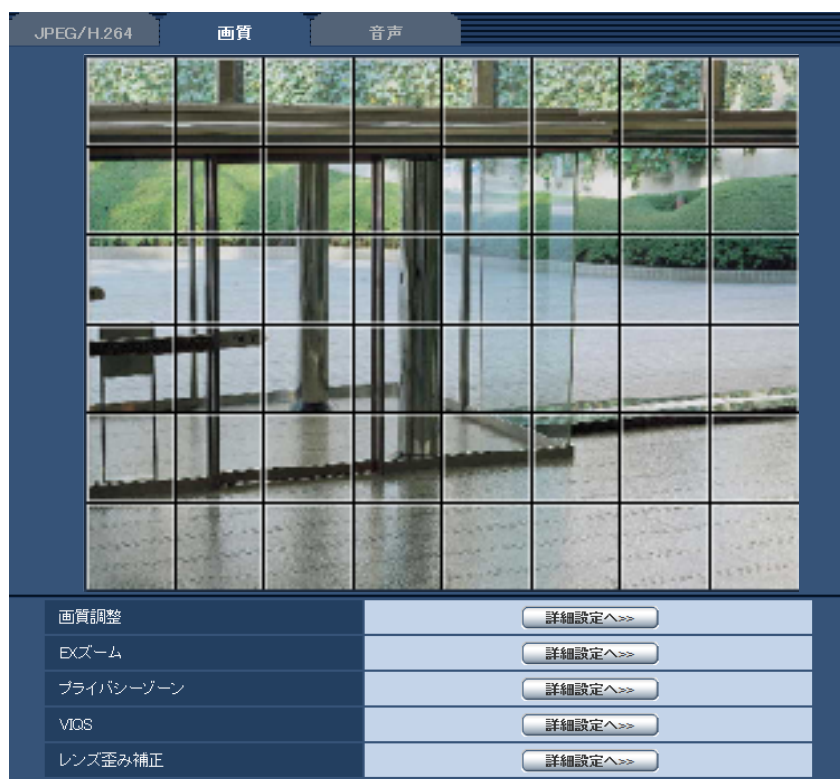 JPEG/H.264 画質 音声
画質調整 詳細設定へ>>
EXズーム 詳細設定へ>>
プライバシーゾーン 詳細設定へ>>
VIQS 詳細設定へ>>
レンズ歪み補正 詳細設定へ>>